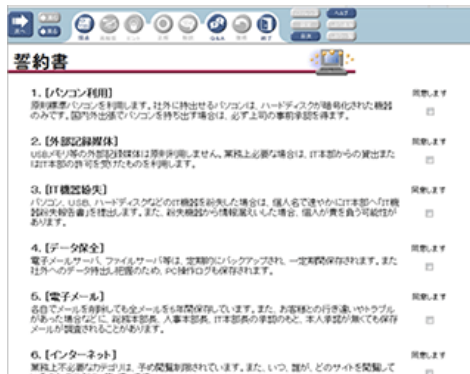 次へ
戻る
Q&A
終了
ヘルプ
誓約書
1. [パソコン利用]
同意します
原則標準パソコンを利用します。社外に持出せるパソコンは、ハードディスクが暗号化された機器
のみです。国内外出張でパソコンを持ち出す場合は、必ず上司の事前承認を得ます。
2. [外部記録媒体]
同意します
USBメモリ等の外部記録媒体は原則利用しません。業務上必要な場合は、IT本部からの貸出また
はIT本部の許可を受けたものを利用します。
3. [IT機器紛失]
同意します
パソコン、USB、ハードディスクなどのIT機器を紛失した場合は、個人名で速やかにIT本部へ「IT機
器紛失報告書」を提出します。また、紛失機器から情報漏えいした場合、個人が責を負う可能性が
あります。
4. [データ保全]
同意します
電子メールサーバ、ファイルサーバ等は、定期的にバックアップされ、一定期間保存されます。また
社外へのデータ持出し把握のため、PC操作ログも保存されます。
5. [電子メール]
同意します
各自でメールを削除しても全メールを5年間保存しています。また、お客様との行き違いやトラブル
があった場合などに、総務本部長、人事本部長、IT本部長の承認のもと、本人承認が無くても保存
メールが調査されることがあります。
6. [インターネット]
同意します
業務上不必要なカテゴリは、予め閲覧制限されています。また、いつ、誰が、どのサイトを閲覧して